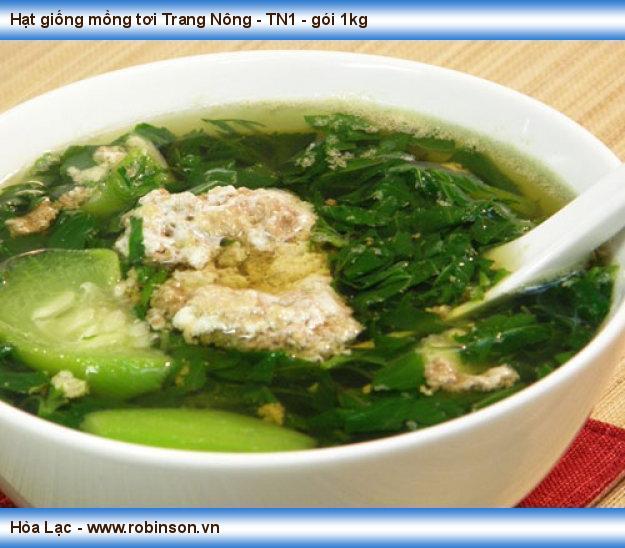 Hạt giống mồng tơi Trang Nông - TN1 - gói 1kg
Hòa Lạc - www.robinson.vn